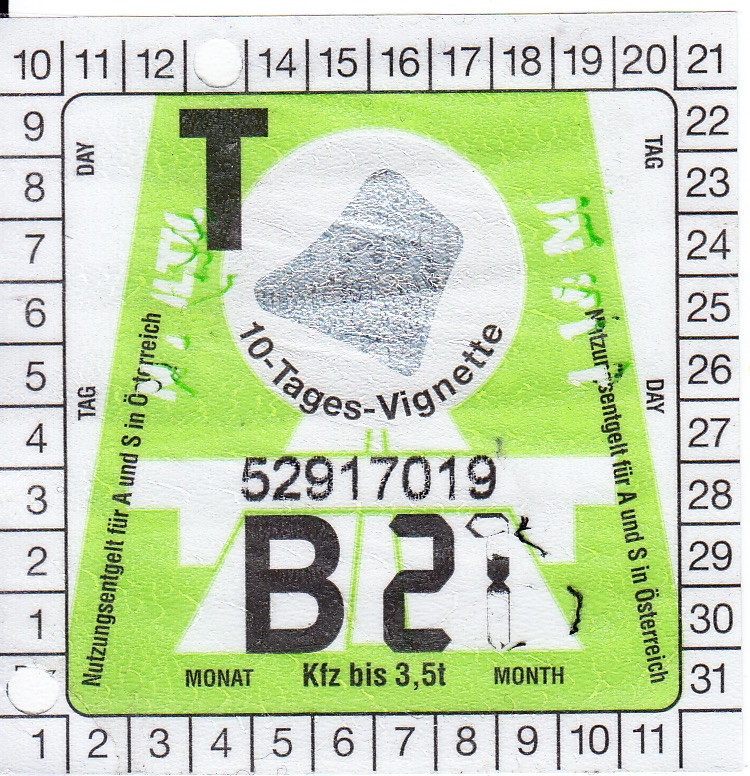 10 11 12 14 15 16 17 18 19 20 21
9 22
8 23
7 24
6 25
5 26
4 27
3 28
2 29
1 30
31
DAY
TAG
T
10-Tages-Vignette
TAG
DAY
Nutzungsentgelt für A und S in Österreich
Nutzungsentgelt für A und S in Österreich
52917019
B 2
MONAT Kfz bis 3,5t MONTH
1 2 3 4 5 6 7 8 9 10 11